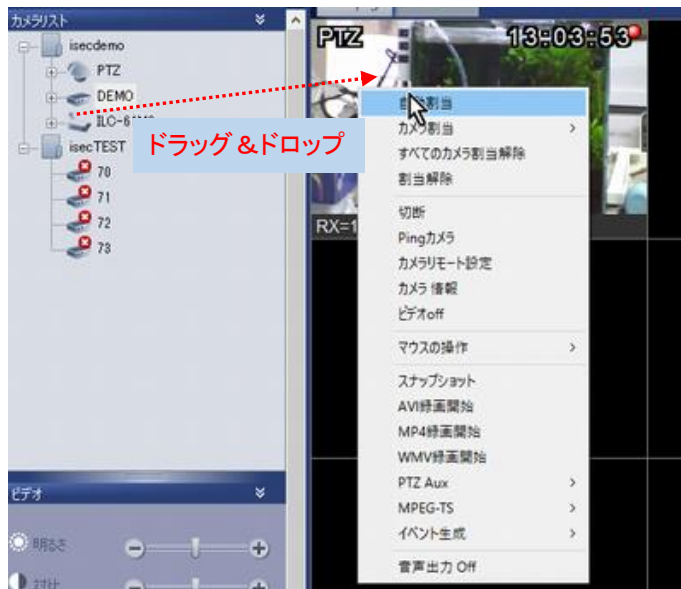 カメラリスト
isecdemo
PTZ
DEMO
ILC-6
isecTEST
70
71
72
73
ドラッグ&ドロップ
PTZ
13:03:53
RX=1
割当
カメラ割当
すべてのカメラ割当解除
割当解除
切断
Pingカメラ
カメラリモート設定
カメラ 情報
ビデオoff
マウスの操作
スナップショット
AVI録画開始
MP4録画開始
WMV録画開始
PTZ Aux
MPEG-TS
イベント生成
音声出力 Off
ビデオ
明るさ
対比